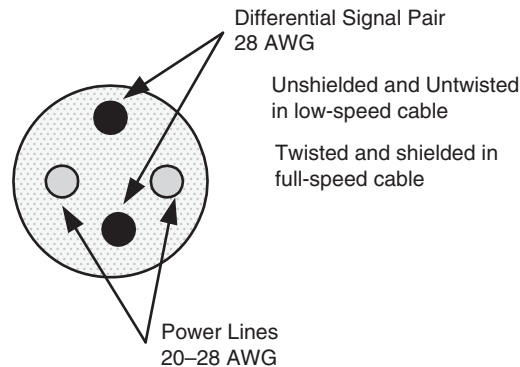 Differential Signal Pair
28 AWG
Unshielded and Untwisted
in low-speed cable
Twisted and shielded in
full-speed cable
Power Lines
20–28 AWG